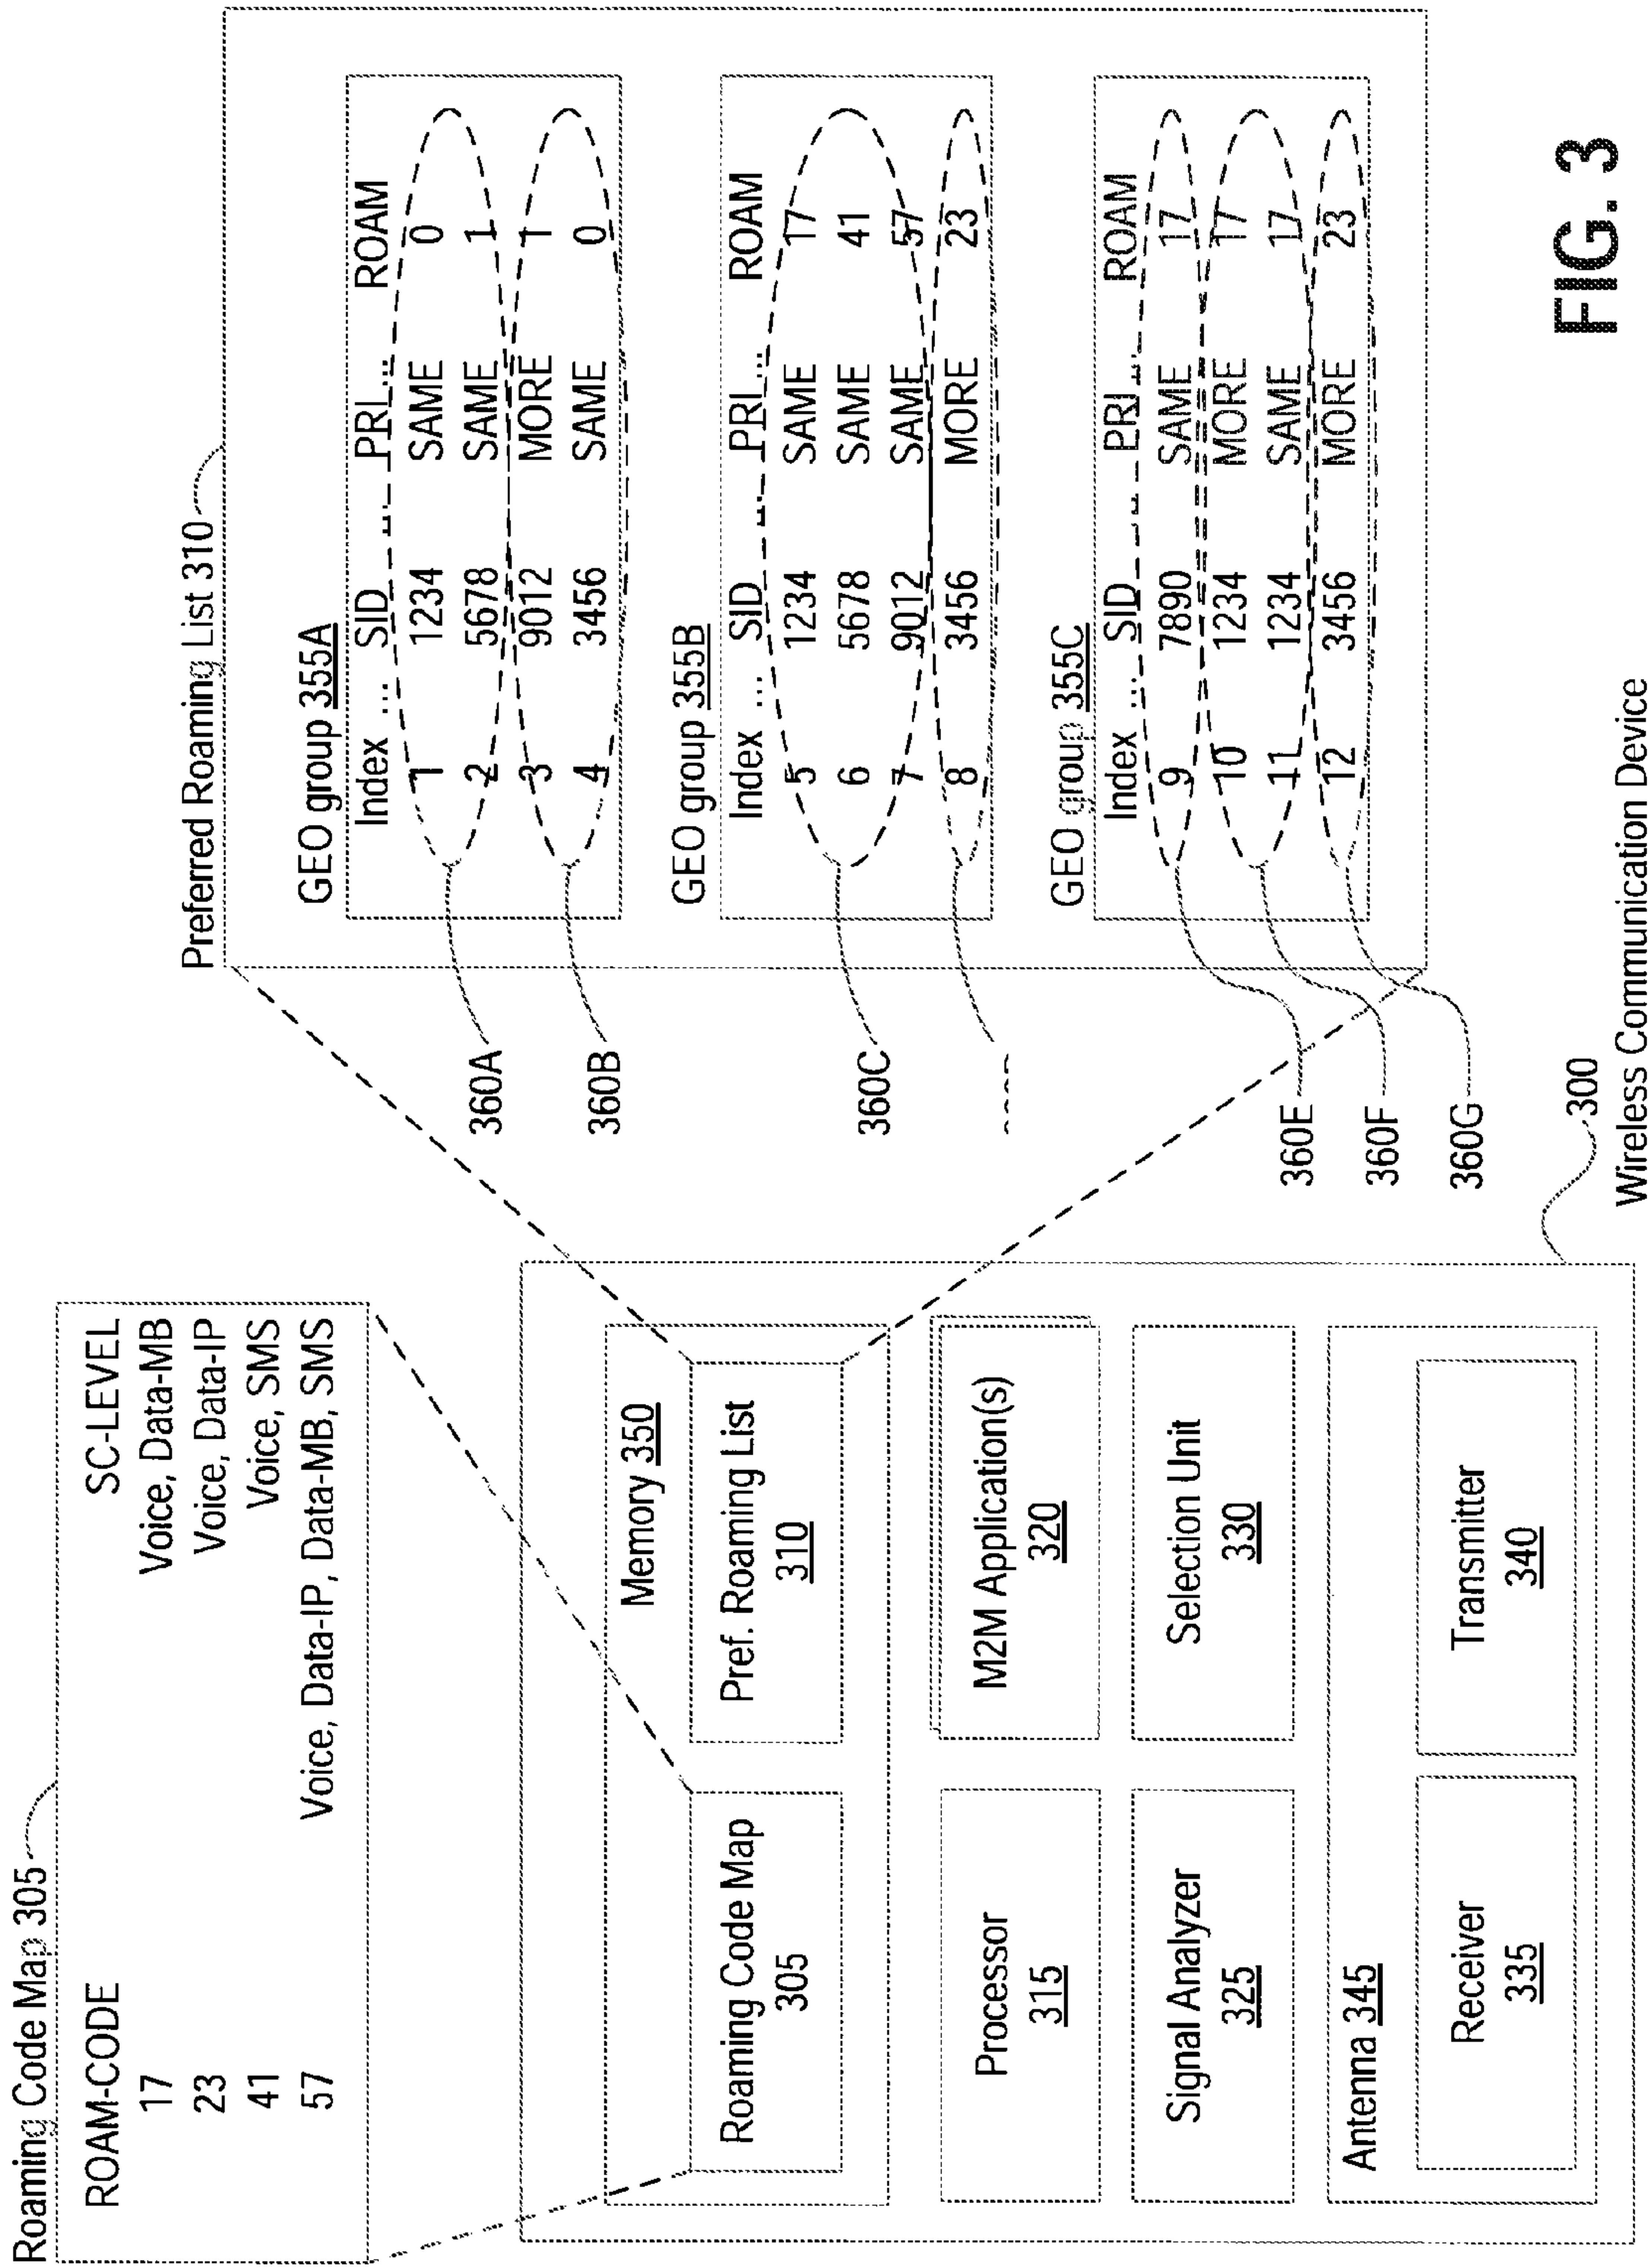 Roaming Code Map 305
ROAM-CODE SC-LEVEL
17 Voice, Data-MB
23 Voice, Data-IP
41 Voice, SMS
57 Voice, Data-IP, Data-MB, SMS
Memory 350
Roaming Code Map
305
Pref. Roaming List
310
Processor
315
M2M Application(s)
320
Signal Analyzer
325
Selection Unit
330
Antenna 345
Receiver
335
Transmitter
340
300
Wireless Communication Device
Preferred Roaming List 310
GEO group 355A
Index ... SID ... PRI ... ROAM
1 1234 SAME 0
2 5678 SAME 1
3 9012 MORE 1
4 3456 SAME 0
360A
360B
GEO group 355B
Index ... SID ... PRI ... ROAM
5 1234 SAME 17
6 5678 SAME 41
7 9012 SAME 57
8 3456 MORE 23
360C
GEO group 355C
Index ... SID ... PRI ... ROAM
9 7890 SAME 17
10 1234 MORE 17
11 1234 SAME 17
12 3456 MORE 23
360E
360F
360G
FIG. 3